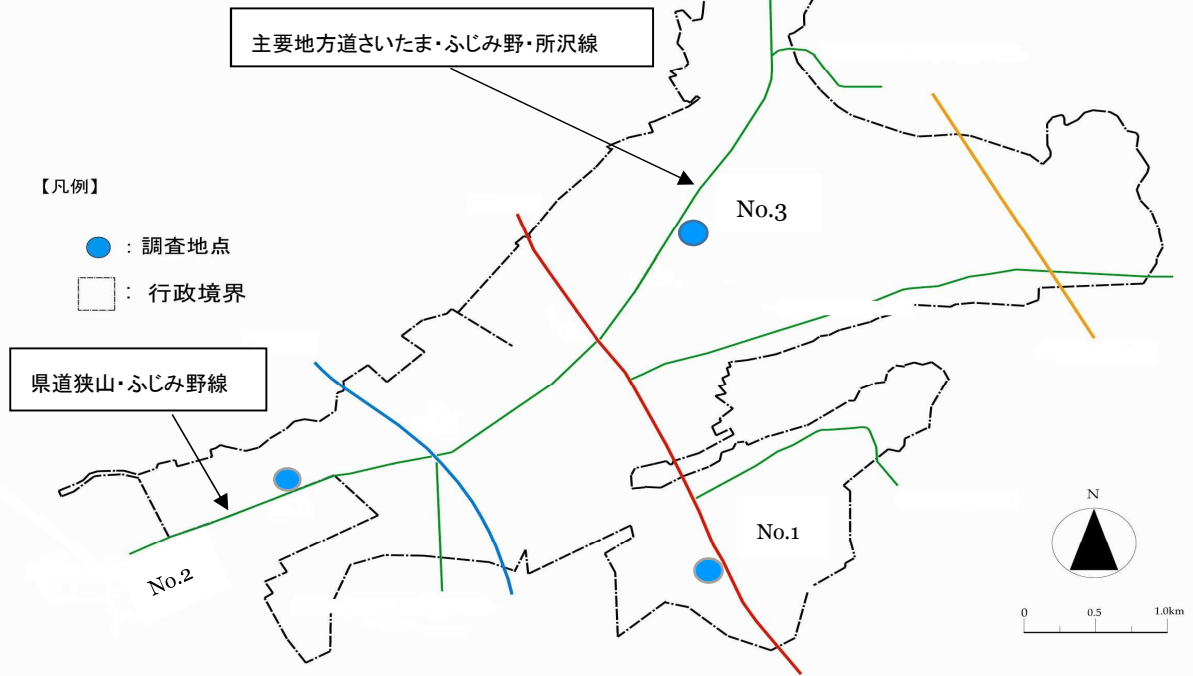 主要地方道さいたま・ふじみ野・所沢線
【凡例】
：調査地点
：行政境界
No.3
県道狭山・ふじみ野線
No.2
No.1
N
0 0.5 1.0km